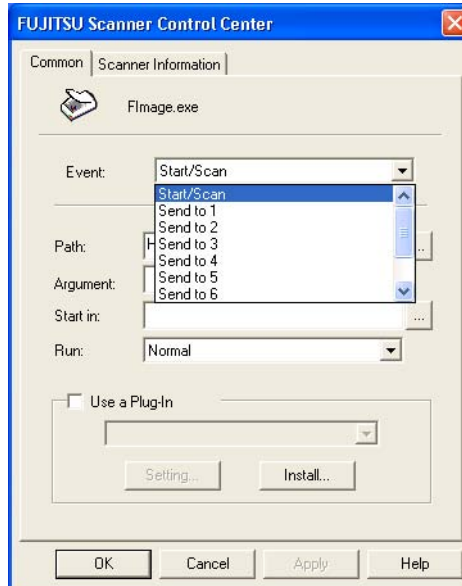 FUJITSU Scanner Control Center
Common Scanner Information
FImage.exe
Event: Start/Scan
Start/Scan
Send to 1
Send to 2
Path: H Send to 3 ...
Send to 4
Argument: Send to 5
Send to 6
Start in: ...
Run: Normal
Use a Plug-In
Setting... Install...
OK Cancel Apply Help